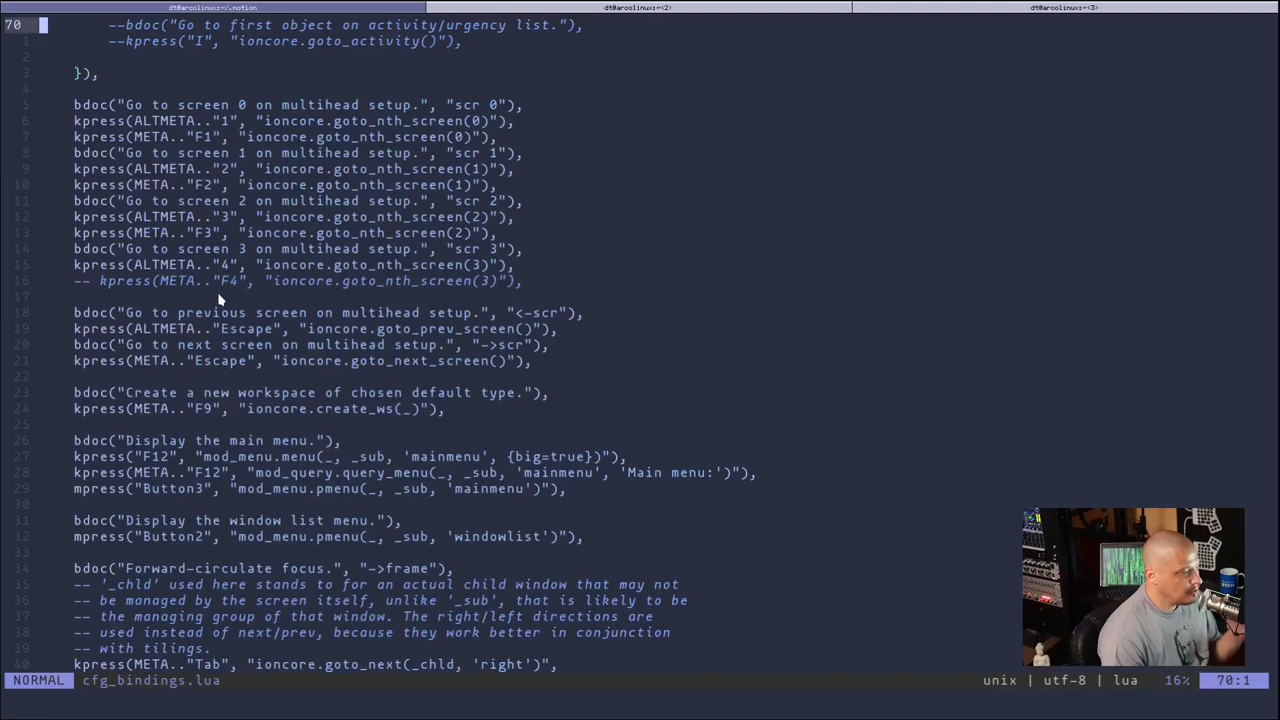 dt@arcolinux:~/.notion
dt@arcolinux:~<2>
dt@arcolinux:~<3>
70 --bdoc("Go to first object on activity/urgency list."),
1 --kpress("I", "ioncore.goto_activity()"),
2
3 }),
4
5 bdoc("Go to screen 0 on multihead setup.", "scr 0"),
6 kpress(ALTMETA.."1", "ioncore.goto_nth_screen(0)"),
7 kpress(META.."F1", "ioncore.goto_nth_screen(0)"),
8 bdoc("Go to screen 1 on multihead setup.", "scr 1"),
9 kpress(ALTMETA.."2", "ioncore.goto_nth_screen(1)"),
10 kpress(META.."F2", "ioncore.goto_nth_screen(1)"),
11 bdoc("Go to screen 2 on multihead setup.", "scr 2"),
12 kpress(ALTMETA.."3", "ioncore.goto_nth_screen(2)"),
13 kpress(META.."F3", "ioncore.goto_nth_screen(2)"),
14 bdoc("Go to screen 3 on multihead setup.", "scr 3"),
15 kpress(ALTMETA.."4", "ioncore.goto_nth_screen(3)"),
16 -- kpress(META.."F4", "ioncore.goto_nth_screen(3)"),
17
18 bdoc("Go to previous screen on multihead setup.", "<-scr"),
19 kpress(ALTMETA.."Escape", "ioncore.goto_prev_screen()"),
20 bdoc("Go to next screen on multihead setup.", "->scr"),
21 kpress(META.."Escape", "ioncore.goto_next_screen()"),
22
23 bdoc("Create a new workspace of chosen default type."),
24 kpress(META.."F9", "ioncore.create_ws(_)"),
25
26 bdoc("Display the main menu."),
27 kpress("F12", "mod_menu.menu(_, _sub, 'mainmenu', {big=true})"),
28 kpress(META.."F12", "mod_query.query_menu(_, _sub, 'mainmenu', 'Main menu:')"),
29 mpress("Button3", "mod_menu.pmenu(_, _sub, 'mainmenu')"),
30
31 bdoc("Display the window list menu."),
32 mpress("Button2", "mod_menu.pmenu(_, _sub, 'windowlist')"),
33
34 bdoc("Forward-circulate focus.", "->frame"),
35 -- '_chld' used here stands to for an actual child window that may not
36 -- be managed by the screen itself, unlike '_sub', that is likely to be
37 -- the managing group of that window. The right/left directions are
38 -- used instead of next/prev, because they work better in conjunction
39 -- with tilings.
40 kpress(META.."Tab", "ioncore.goto_next(_chld, 'right')",
NORMAL cfg_bindings.lua unix | utf-8 | lua 16% 70:1